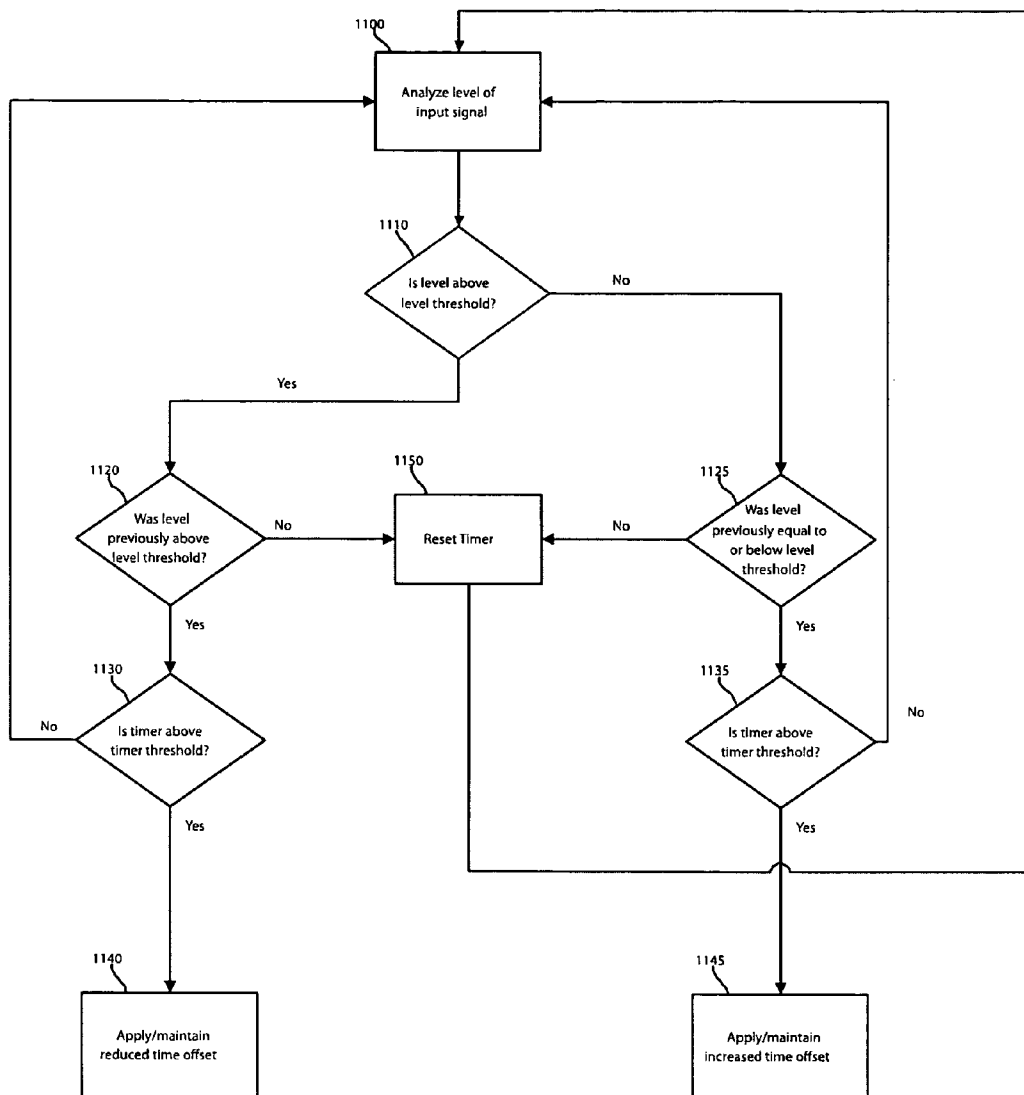 1100
Analyze level of
input signal
1110
Is level above
level threshold?
No
Yes
1120
Was level
previously above
level threshold?
No
1150
Reset Timer
No
1125
Was level
previously equal to
or below level
threshold?
Yes
Yes
1130
Is timer above
timer threshold?
No
1135
Is timer above
timer threshold?
No
Yes
Yes
1140
Apply/maintain
reduced time offset
1145
Apply/maintain
increased time offset